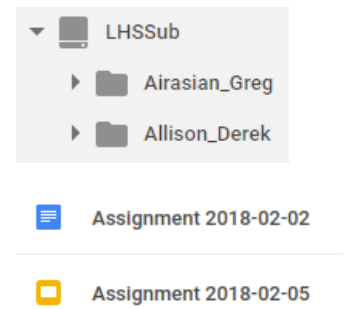 LHSSub
Airasian_Greg
Allison_Derek
Assignment 2018-02-02
Assignment 2018-02-05